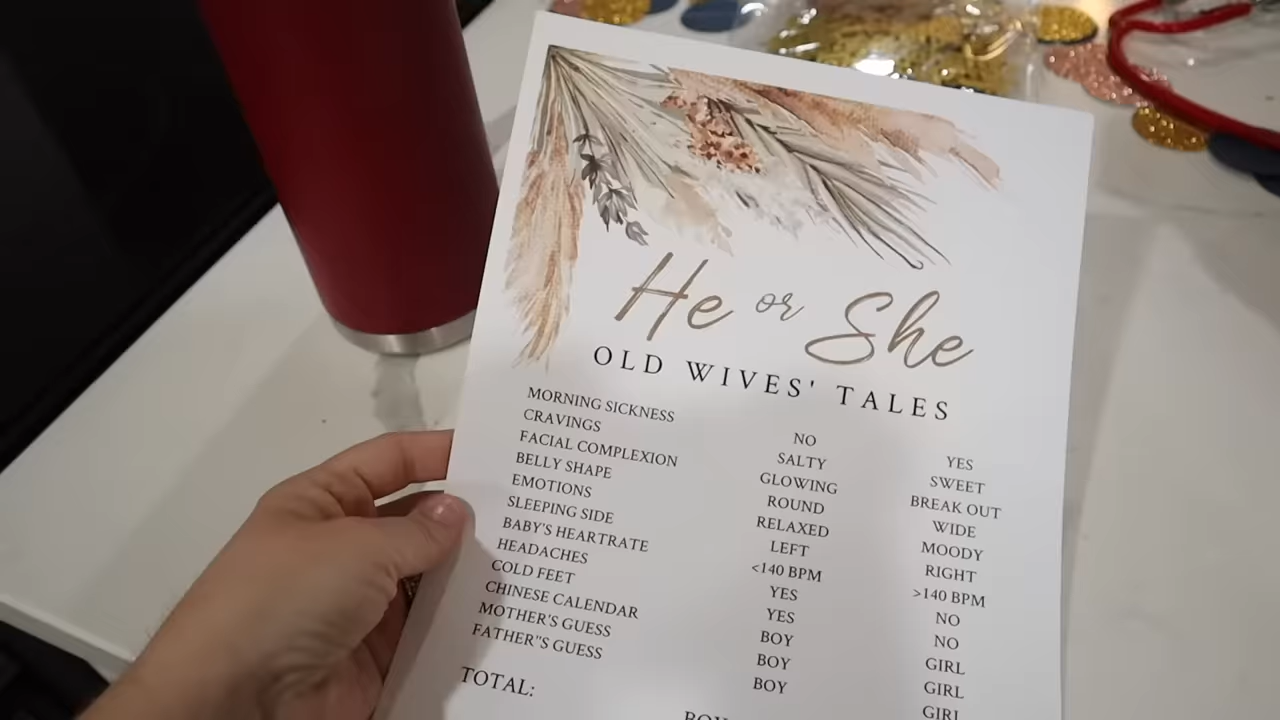 He or She
OLD WIVES' TALES
MORNING SICKNESS NO YES
CRAVINGS SALTY SWEET
FACIAL COMPLEXION GLOWING BREAK OUT
BELLY SHAPE ROUND WIDE
EMOTIONS RELAXED MOODY
SLEEPING SIDE LEFT RIGHT
BABY'S HEARTRATE <140 BPM >140 BPM
HEADACHES YES NO
COLD FEET YES NO
CHINESE CALENDAR BOY GIRL
MOTHER'S GUESS BOY GIRL
FATHER"S GUESS BOY GIRL
TOTAL:
BOY